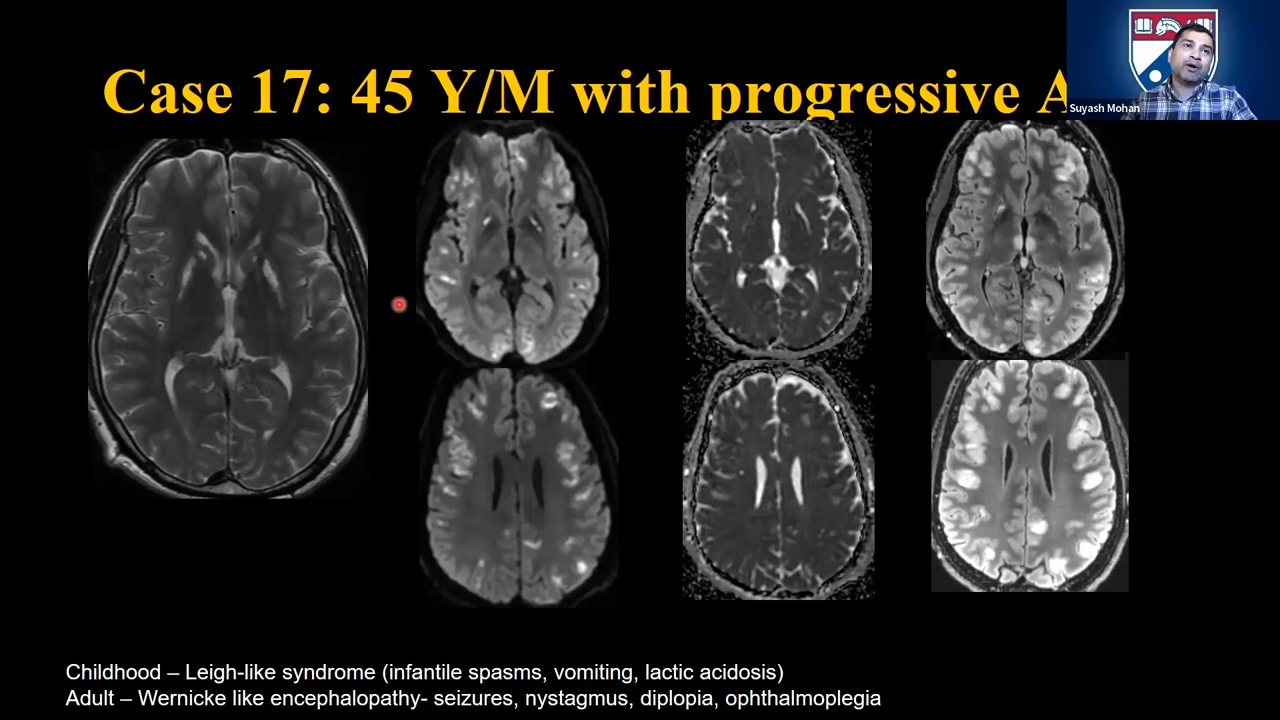 Case 17: 45 Y/M with progressive A
Suyash Mohan
Childhood – Leigh-like syndrome (infantile spasms, vomiting, lactic acidosis)
Adult – Wernicke like encephalopathy- seizures, nystagmus, diplopia, ophthalmoplegia